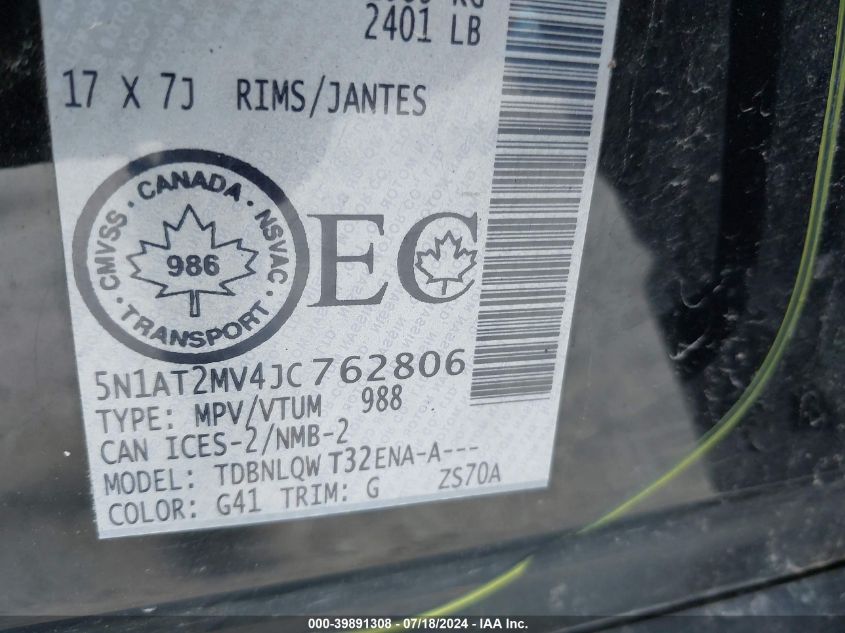 2401 LB
17 X 7J RIMS/JANTES
CMVSS · CANADA · NSVAC · TRANSPORT ·
986
EC
5N1AT2MV4JC762806
TYPE: MPV/VTUM 988
CAN ICES-2/NMB-2
MODEL: TDBNLQW T32ENA-A---
COLOR: G41 TRIM: G ZS70A
000-39891308 - 07/18/2024 - IAA Inc.